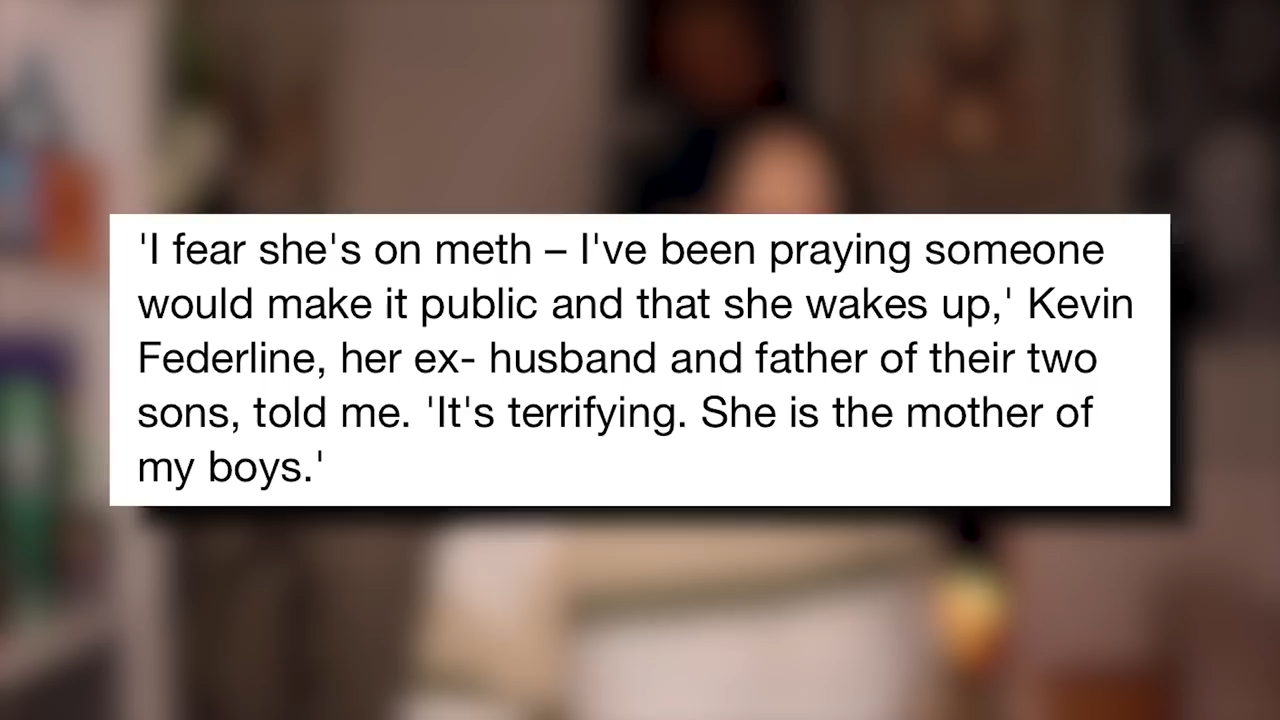 'I fear she's on meth – I've been praying someone
would make it public and that she wakes up,' Kevin
Federline, her ex- husband and father of their two
sons, told me. 'It's terrifying. She is the mother of
my boys.'